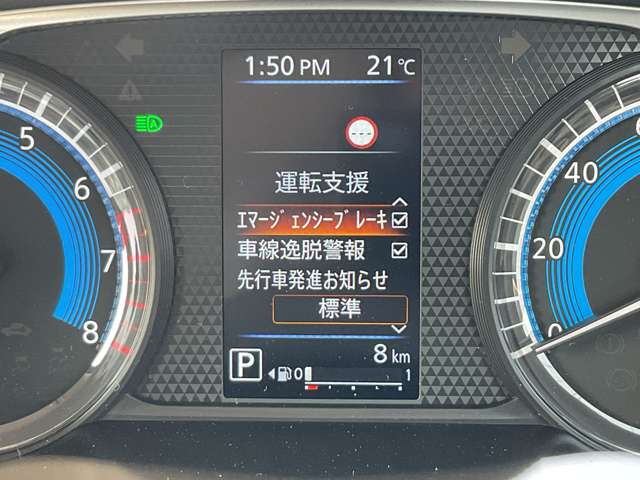 1:50 PM 21℃
運転支援
エマージェンシーブレーキ
車線逸脱警報
先行車発進お知らせ
標準
8 km
P 0 1
5
6
7
8
40
20
0